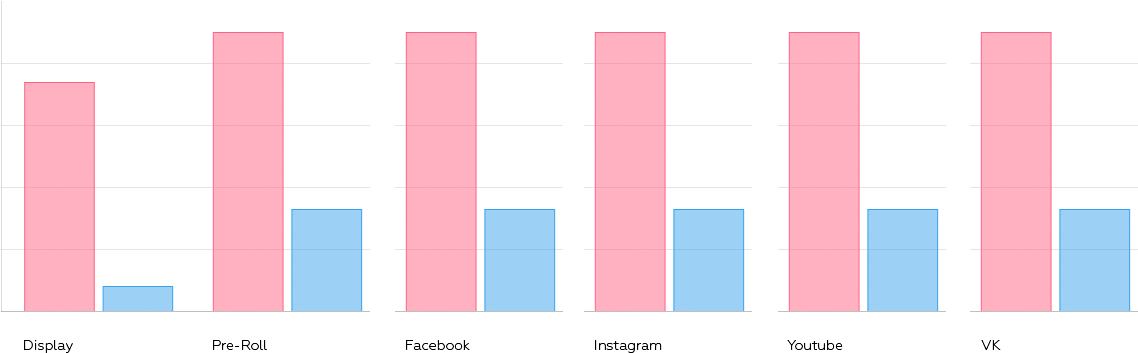 Display
Pre-Roll
Facebook
Instagram
Youtube
VK